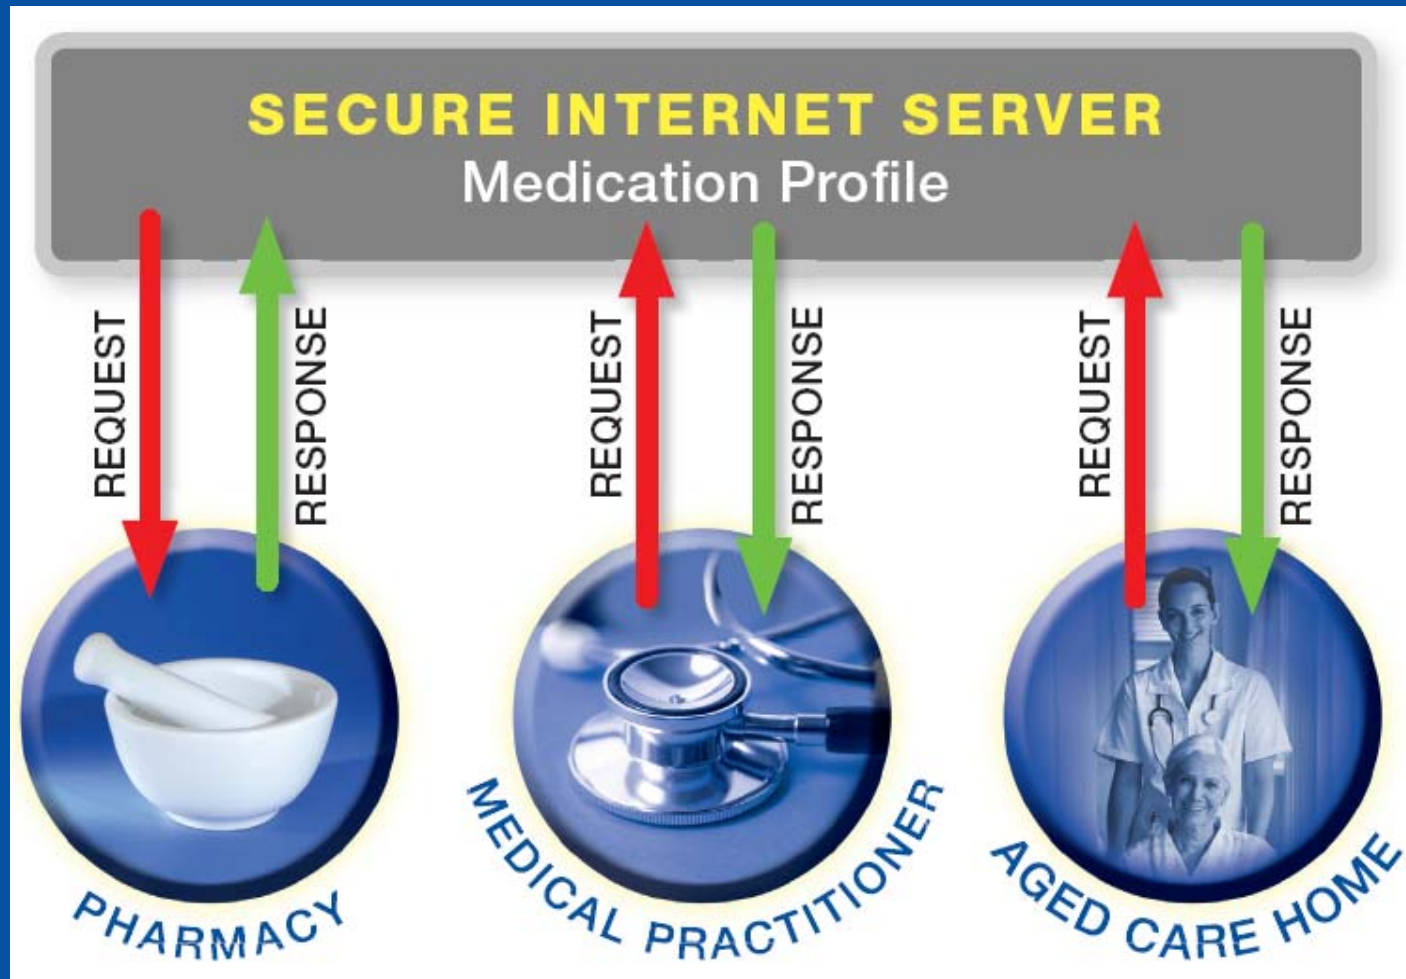 SECURE INTERNET SERVER
Medication Profile
REQUEST
RESPONSE
REQUEST
RESPONSE
REQUEST
RESPONSE
PHARMACY
MEDICAL PRACTITIONER
AGED CARE HOME